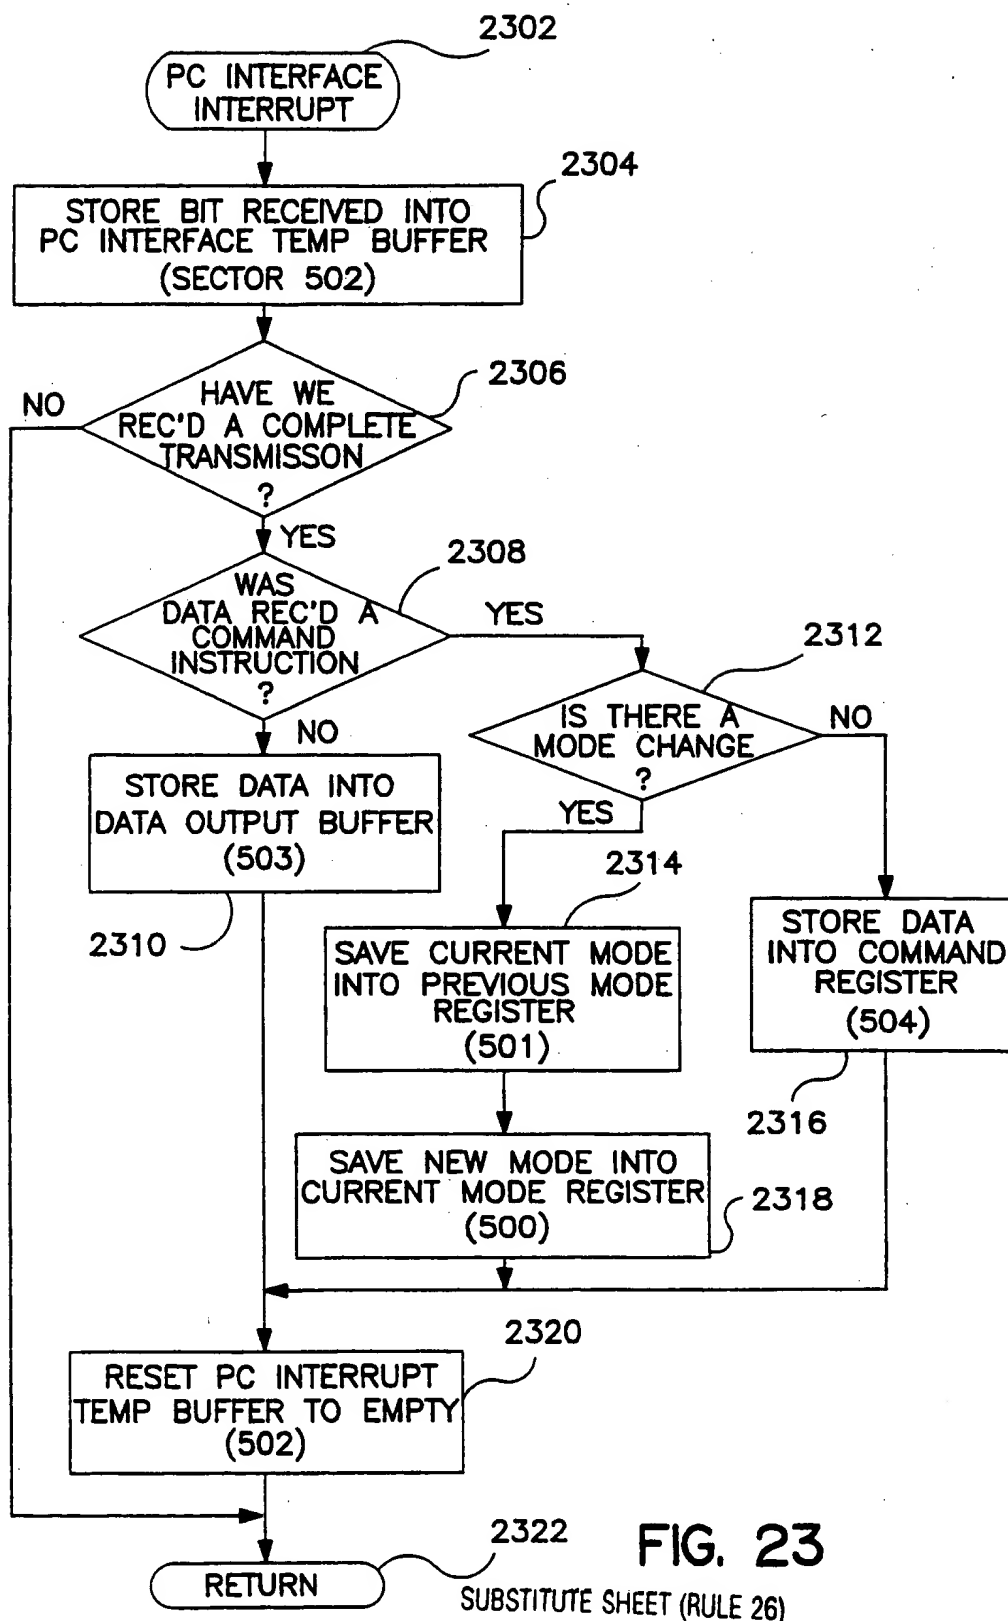 2302
PC INTERFACE
INTERRUPT
2304
STORE BIT RECEIVED INTO
PC INTERFACE TEMP BUFFER
(SECTOR 502)
2306
NO
HAVE WE
REC'D A COMPLETE
TRANSMISSON
?
YES
2308
WAS
DATA REC'D A
COMMAND
INSTRUCTION
?
YES
2312
IS THERE A
MODE CHANGE
?
NO
NO
STORE DATA INTO
DATA OUTPUT BUFFER
(503)
2310
YES
2314
SAVE CURRENT MODE
INTO PREVIOUS MODE
REGISTER
(501)
STORE DATA
INTO COMMAND
REGISTER
(504)
2316
SAVE NEW MODE INTO
CURRENT MODE REGISTER
(500)
2318
2320
RESET PC INTERRUPT
TEMP BUFFER TO EMPTY
(502)
2322
RETURN
FIG. 23
SUBSTITUTE SHEET (RULE 26)